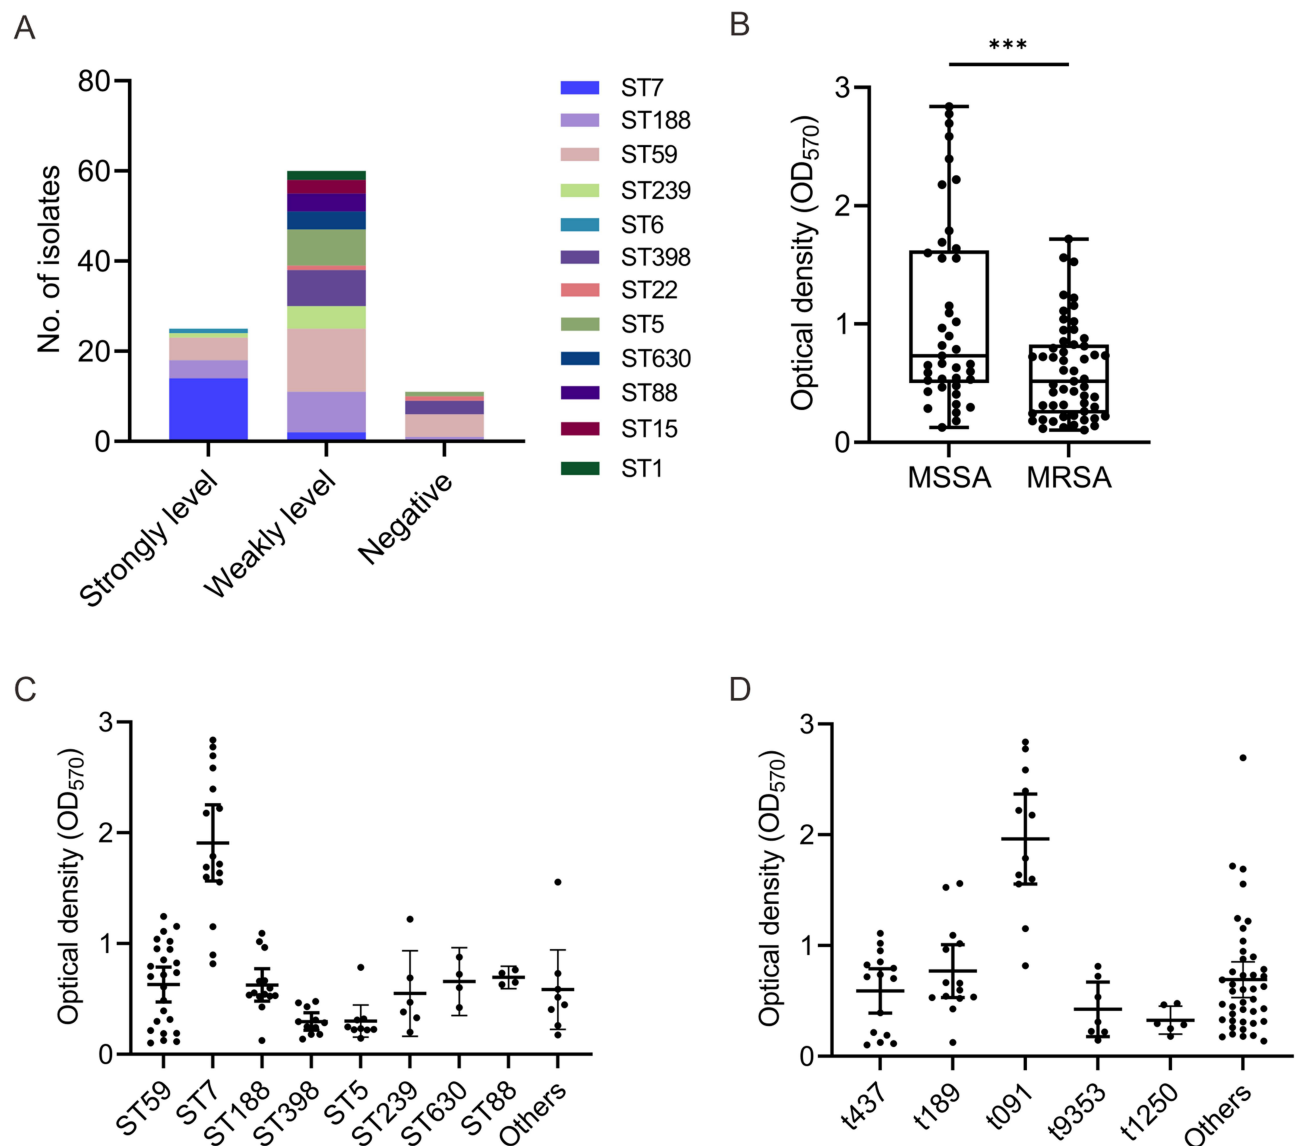 A
No. of isolates
80
60
40
20
0
Strongly level
Weakly level
Negative
ST7
ST188
ST59
ST239
ST6
ST398
ST22
ST5
ST630
ST88
ST15
ST1
B
***
Optical density (OD570)
3
2
1
0
MSSA
MRSA
C
Optical density (OD570)
3
2
1
0
ST59
ST7
ST188
ST398
ST5
ST239
ST630
ST88
Others
D
Optical density (OD570)
3
2
1
0
t437
t189
t091
t9353
t1250
Others